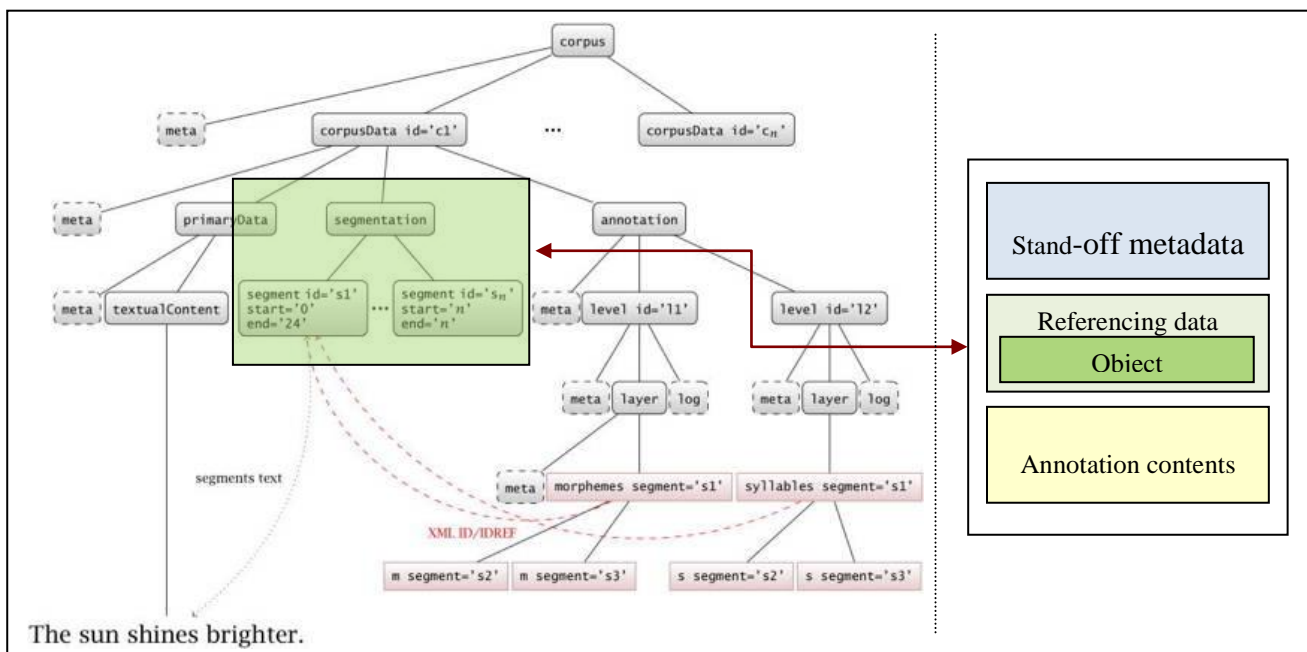 corpus
meta
corpusData id='c1'
...
corpusData id='cn'
meta
primaryData
segmentation
annotation
meta
textualContent
segment id='s1'
start='0'
end='24'
...
segment id='sn'
start='n'
end='n'
meta
level id='l1'
level id='l2'
meta
layer
log
meta
layer
log
segments text
meta
morphemes segment='s1'
syllables segment='s1'
XML ID/IDREF
m segment='s2'
m segment='s3'
s segment='s2'
s segment='s3'
The sun shines brighter.
Stand-off metadata
Referencing data
Object
Annotation contents